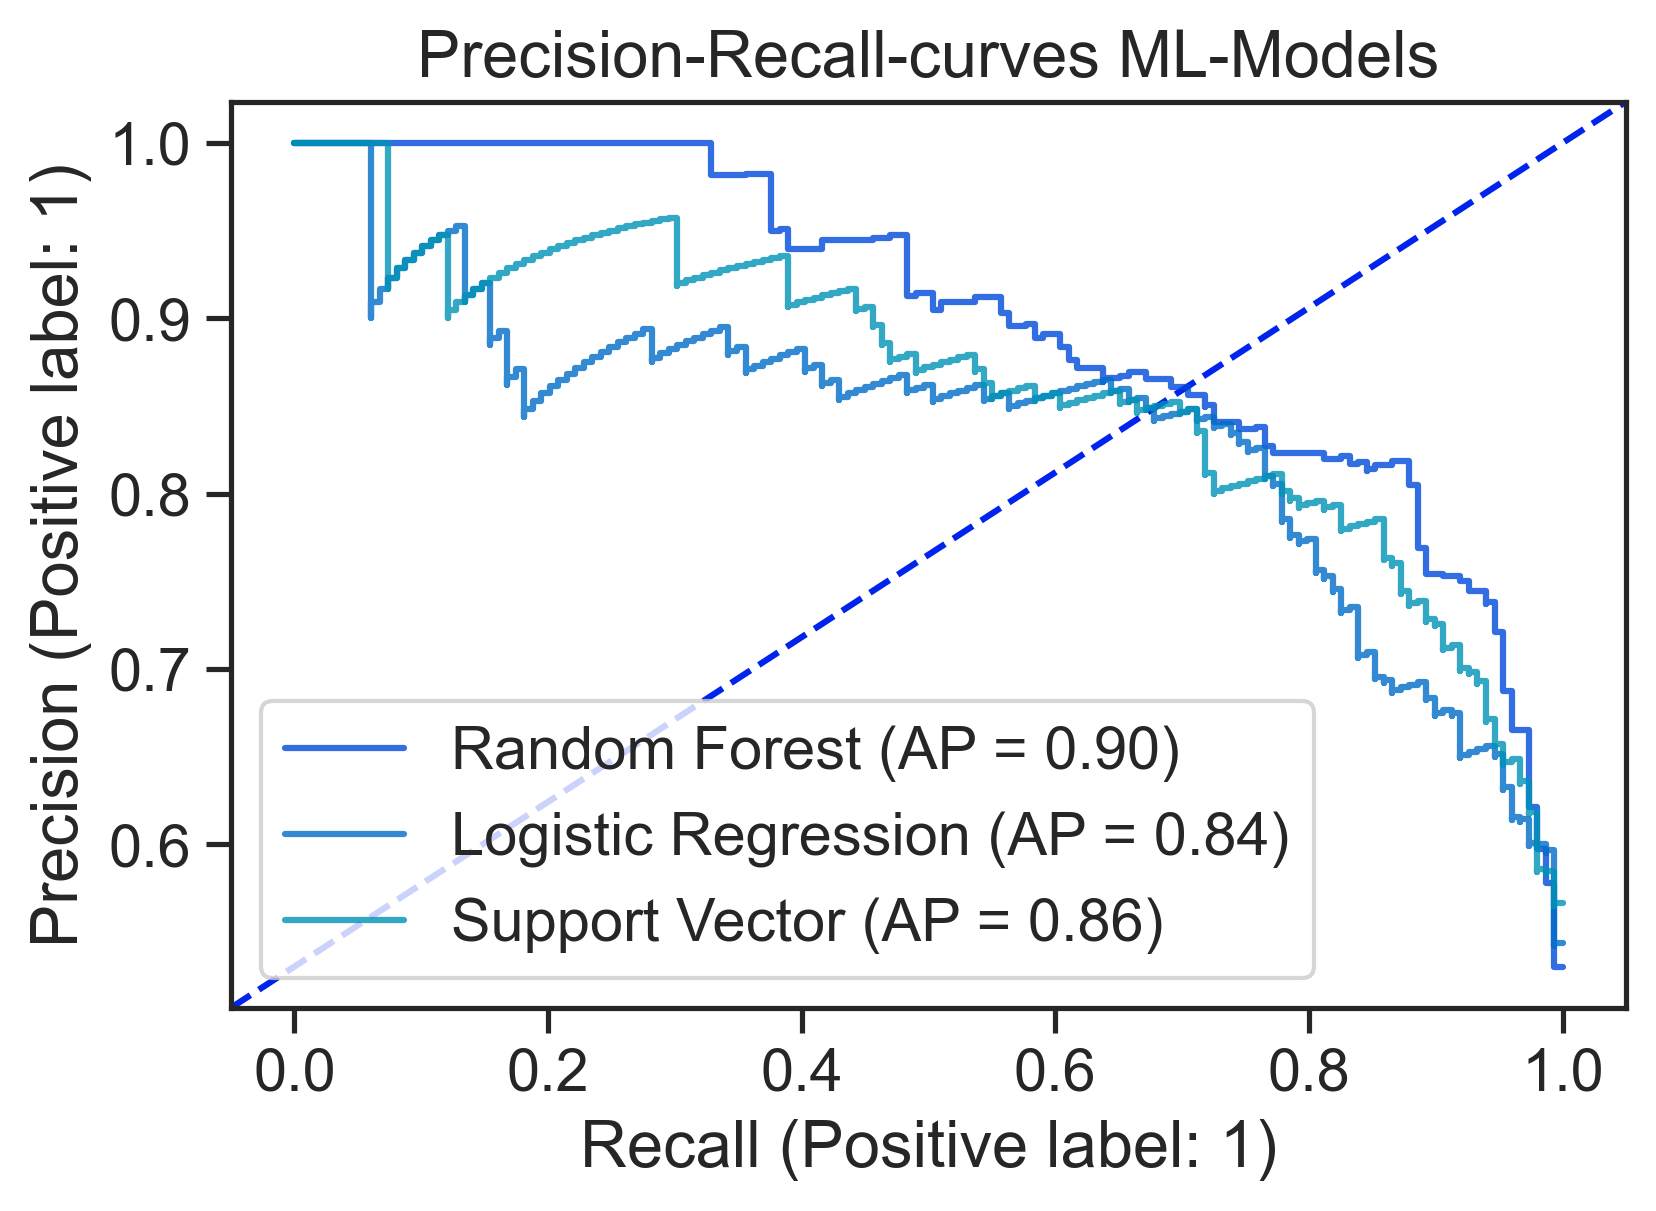 Precision-Recall-curves ML-Models
Precision (Positive label: 1)
1.0
0.9
0.8
0.7
0.6
Random Forest (AP = 0.90)
Logistic Regression (AP = 0.84)
Support Vector (AP = 0.86)
0.0 0.2 0.4 0.6 0.8 1.0
Recall (Positive label: 1)